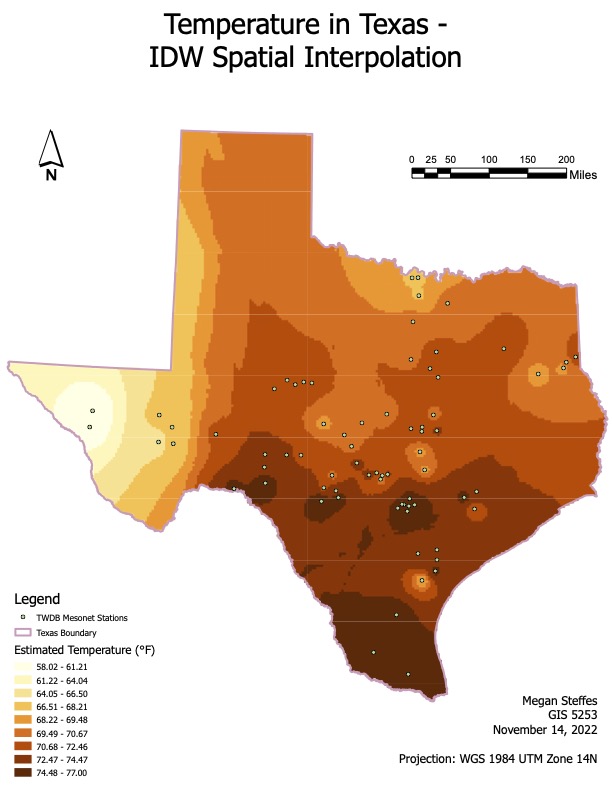 Temperature in Texas -
IDW Spatial Interpolation
N
0 25 50 100 150 200
Miles
Legend
TWDB Mesonet Stations
Texas Boundary
Estimated Temperature (°F)
58.02 - 61.21
61.22 - 64.04
64.05 - 66.50
66.51 - 68.21
68.22 - 69.48
69.49 - 70.67
70.68 - 72.46
72.47 - 74.47
74.48 - 77.00
Megan Steffes
GIS 5253
November 14, 2022
Projection: WGS 1984 UTM Zone 14N